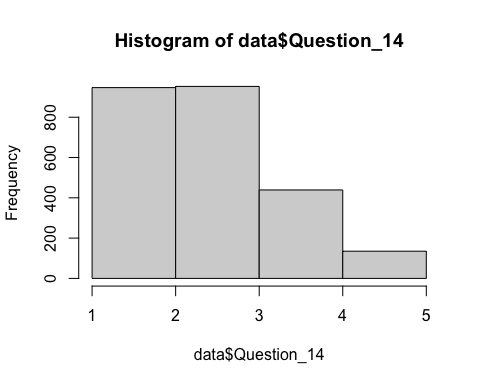 Histogram of data$Question_14
Frequency
0 200 400 600 800
1 2 3 4 5
data$Question_14